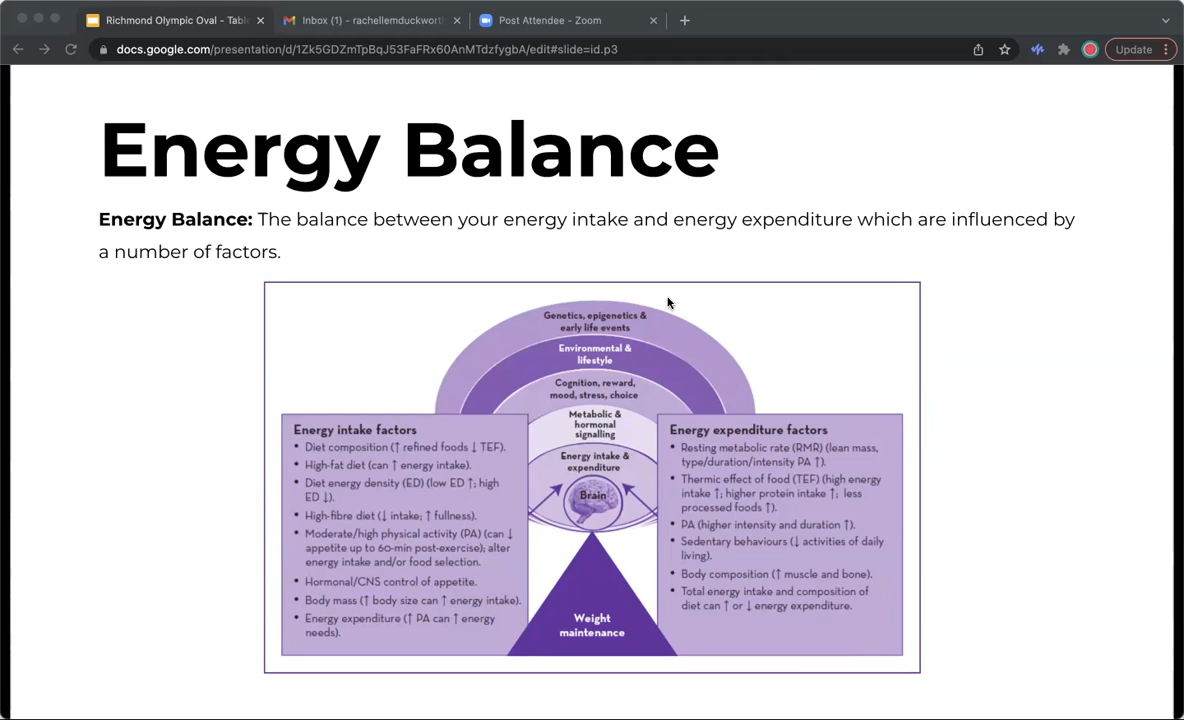 Richmond Olympic Oval - Table
Inbox (1) - rachellemduckworth
Post Attendee - Zoom
docs.google.com/presentation/d/1Zk5GDZmTpBqJ53FaFRx60AnMTdzfygbA/edit#slide=id.p3
Update
Energy Balance
Energy Balance: The balance between your energy intake and energy expenditure which are influenced by
a number of factors.
Genetics, epigenetics &
early life events
Environmental &
lifestyle
Cognition, reward,
mood, stress, choice
Metabolic &
hormonal
signalling
Energy intake &
expenditure
Brain
Weight
maintenance
Energy intake factors
• Diet composition (↑ refined foods ↓ TEF).
• High-fat diet (can ↑ energy intake).
• Diet energy density (ED) (low ED ↑; high
ED ↓).
• High-fibre diet (↓ intake; ↑ fullness).
• Moderate/high physical activity (PA) (can ↓
appetite up to 60-min post-exercise); alter
energy intake and/or food selection.
• Hormonal/CNS control of appetite.
• Body mass (↑ body size can ↑ energy intake).
• Energy expenditure (↑ PA can ↑ energy
needs).
Energy expenditure factors
• Resting metabolic rate (RMR) (lean mass,
type/duration/intensity PA ↑).
• Thermic effect of food (TEF) (high energy
intake ↑; higher protein intake ↑; less
processed foods ↑).
• PA (higher intensity and duration ↑).
• Sedentary behaviours (↓ activities of daily
living).
• Body composition (↑ muscle and bone).
• Total energy intake and composition of
diet can ↑ or ↓ energy expenditure.